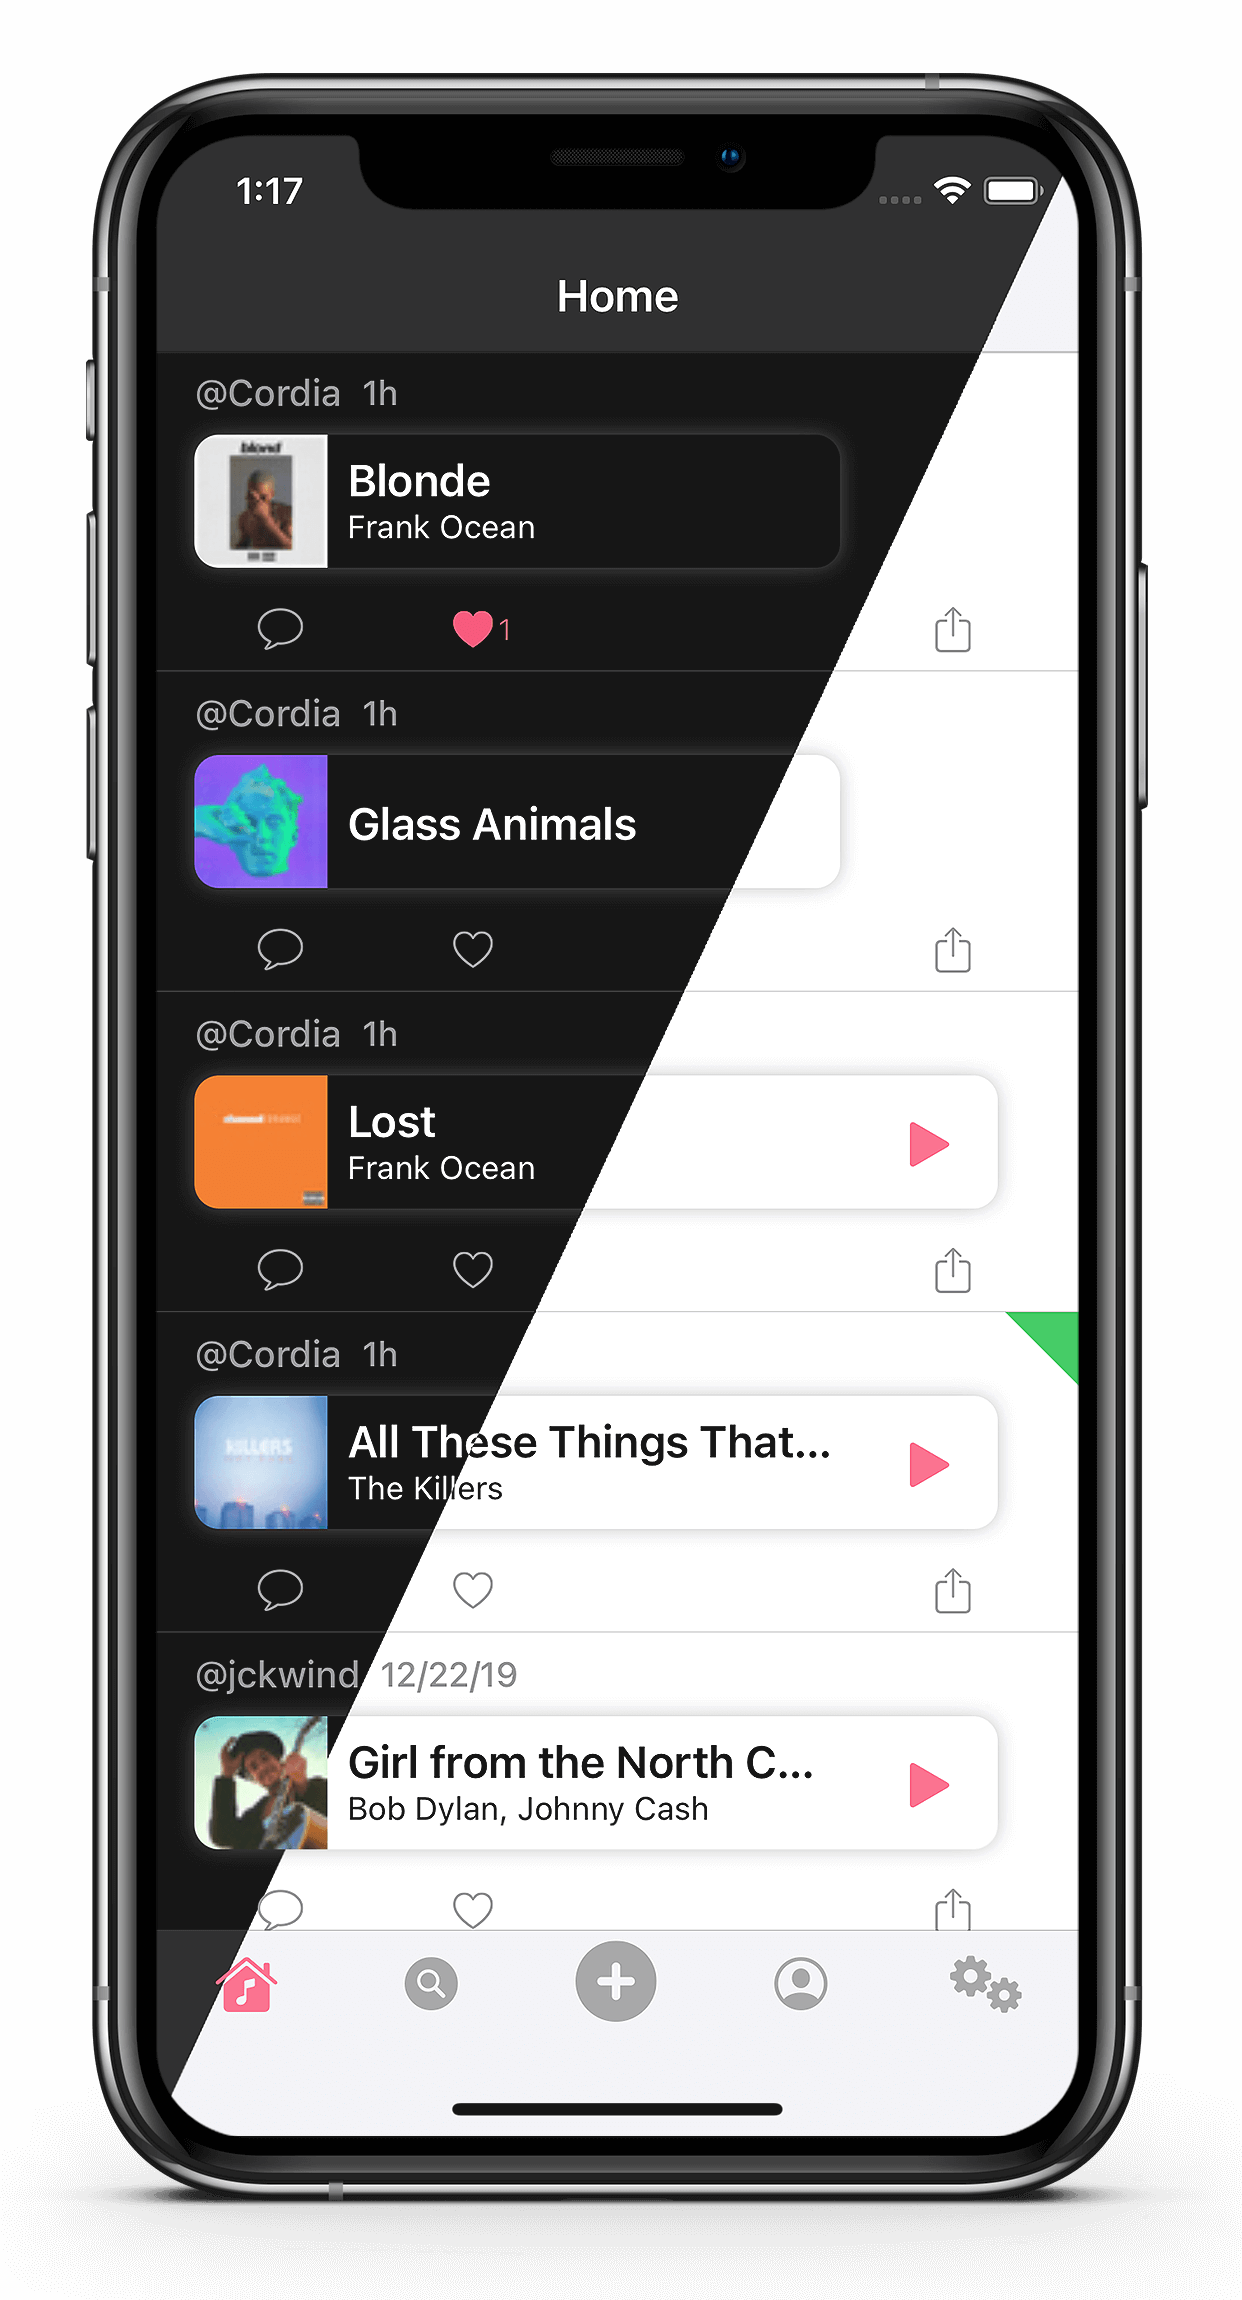 1:17
Home
@Cordia 1h
blond
Blonde
Frank Ocean
1
@Cordia 1h
Glass Animals
@Cordia 1h
Lost
Frank Ocean
@Cordia 1h
KILLERS
All These Things That...
The Killers
@jckwind 12/22/19
Girl from the North C...
Bob Dylan, Johnny Cash